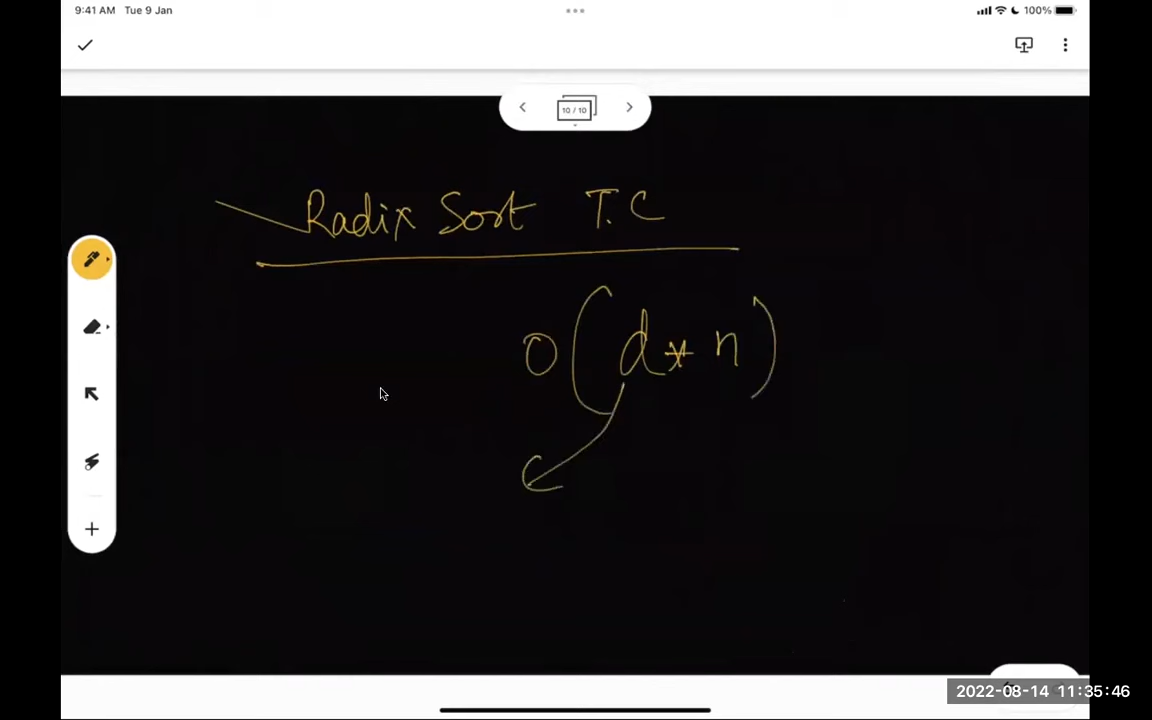 9:41 AM Tue 9 Jan
100%
10 / 10
Radix Sort T.C
O(d * n)
2022-08-14 11:35:46